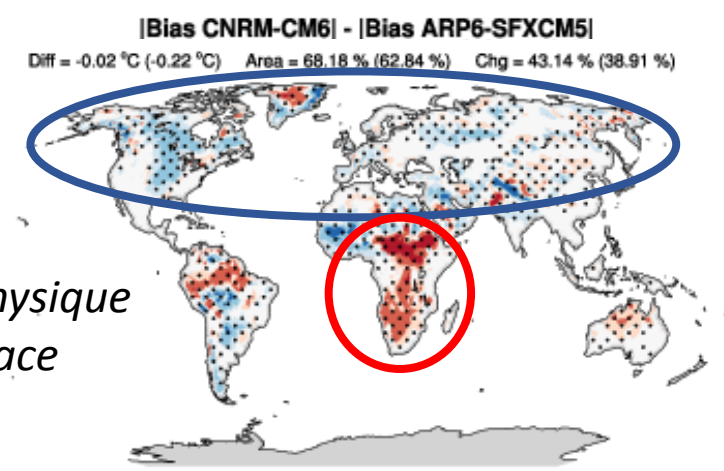 |Bias CNRM-CM6| - |Bias ARP6-SFXCM5|
Diff = -0.02 °C (-0.22 °C) Area = 68.18 % (62.84 %) Chg = 43.14 % (38.91 %)
hysique
ace